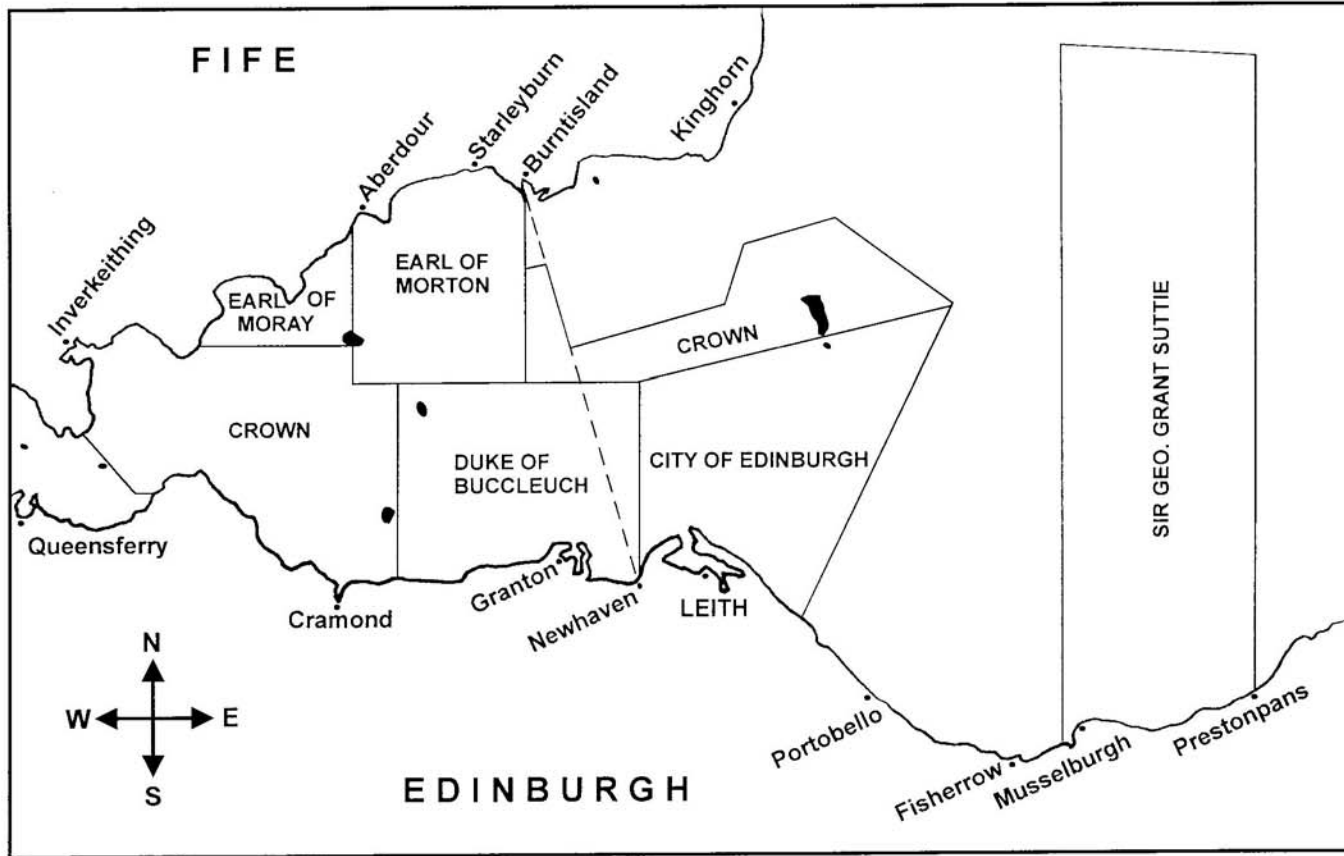 FIFE
Inverkeithing
Aberdour
Starleyburn
Burntisland
Kinghorn
EARL OF
MORAY
EARL OF
MORTON
CROWN
CROWN
DUKE OF
BUCCLEUCH
CITY OF EDINBURGH
SIR GEO. GRANT SUTTIE
Queensferry
Cramond
Granton
Newhaven
LEITH
Portobello
Fisherrow
Musselburgh
Prestonpans
N
W E
S
EDINBURGH